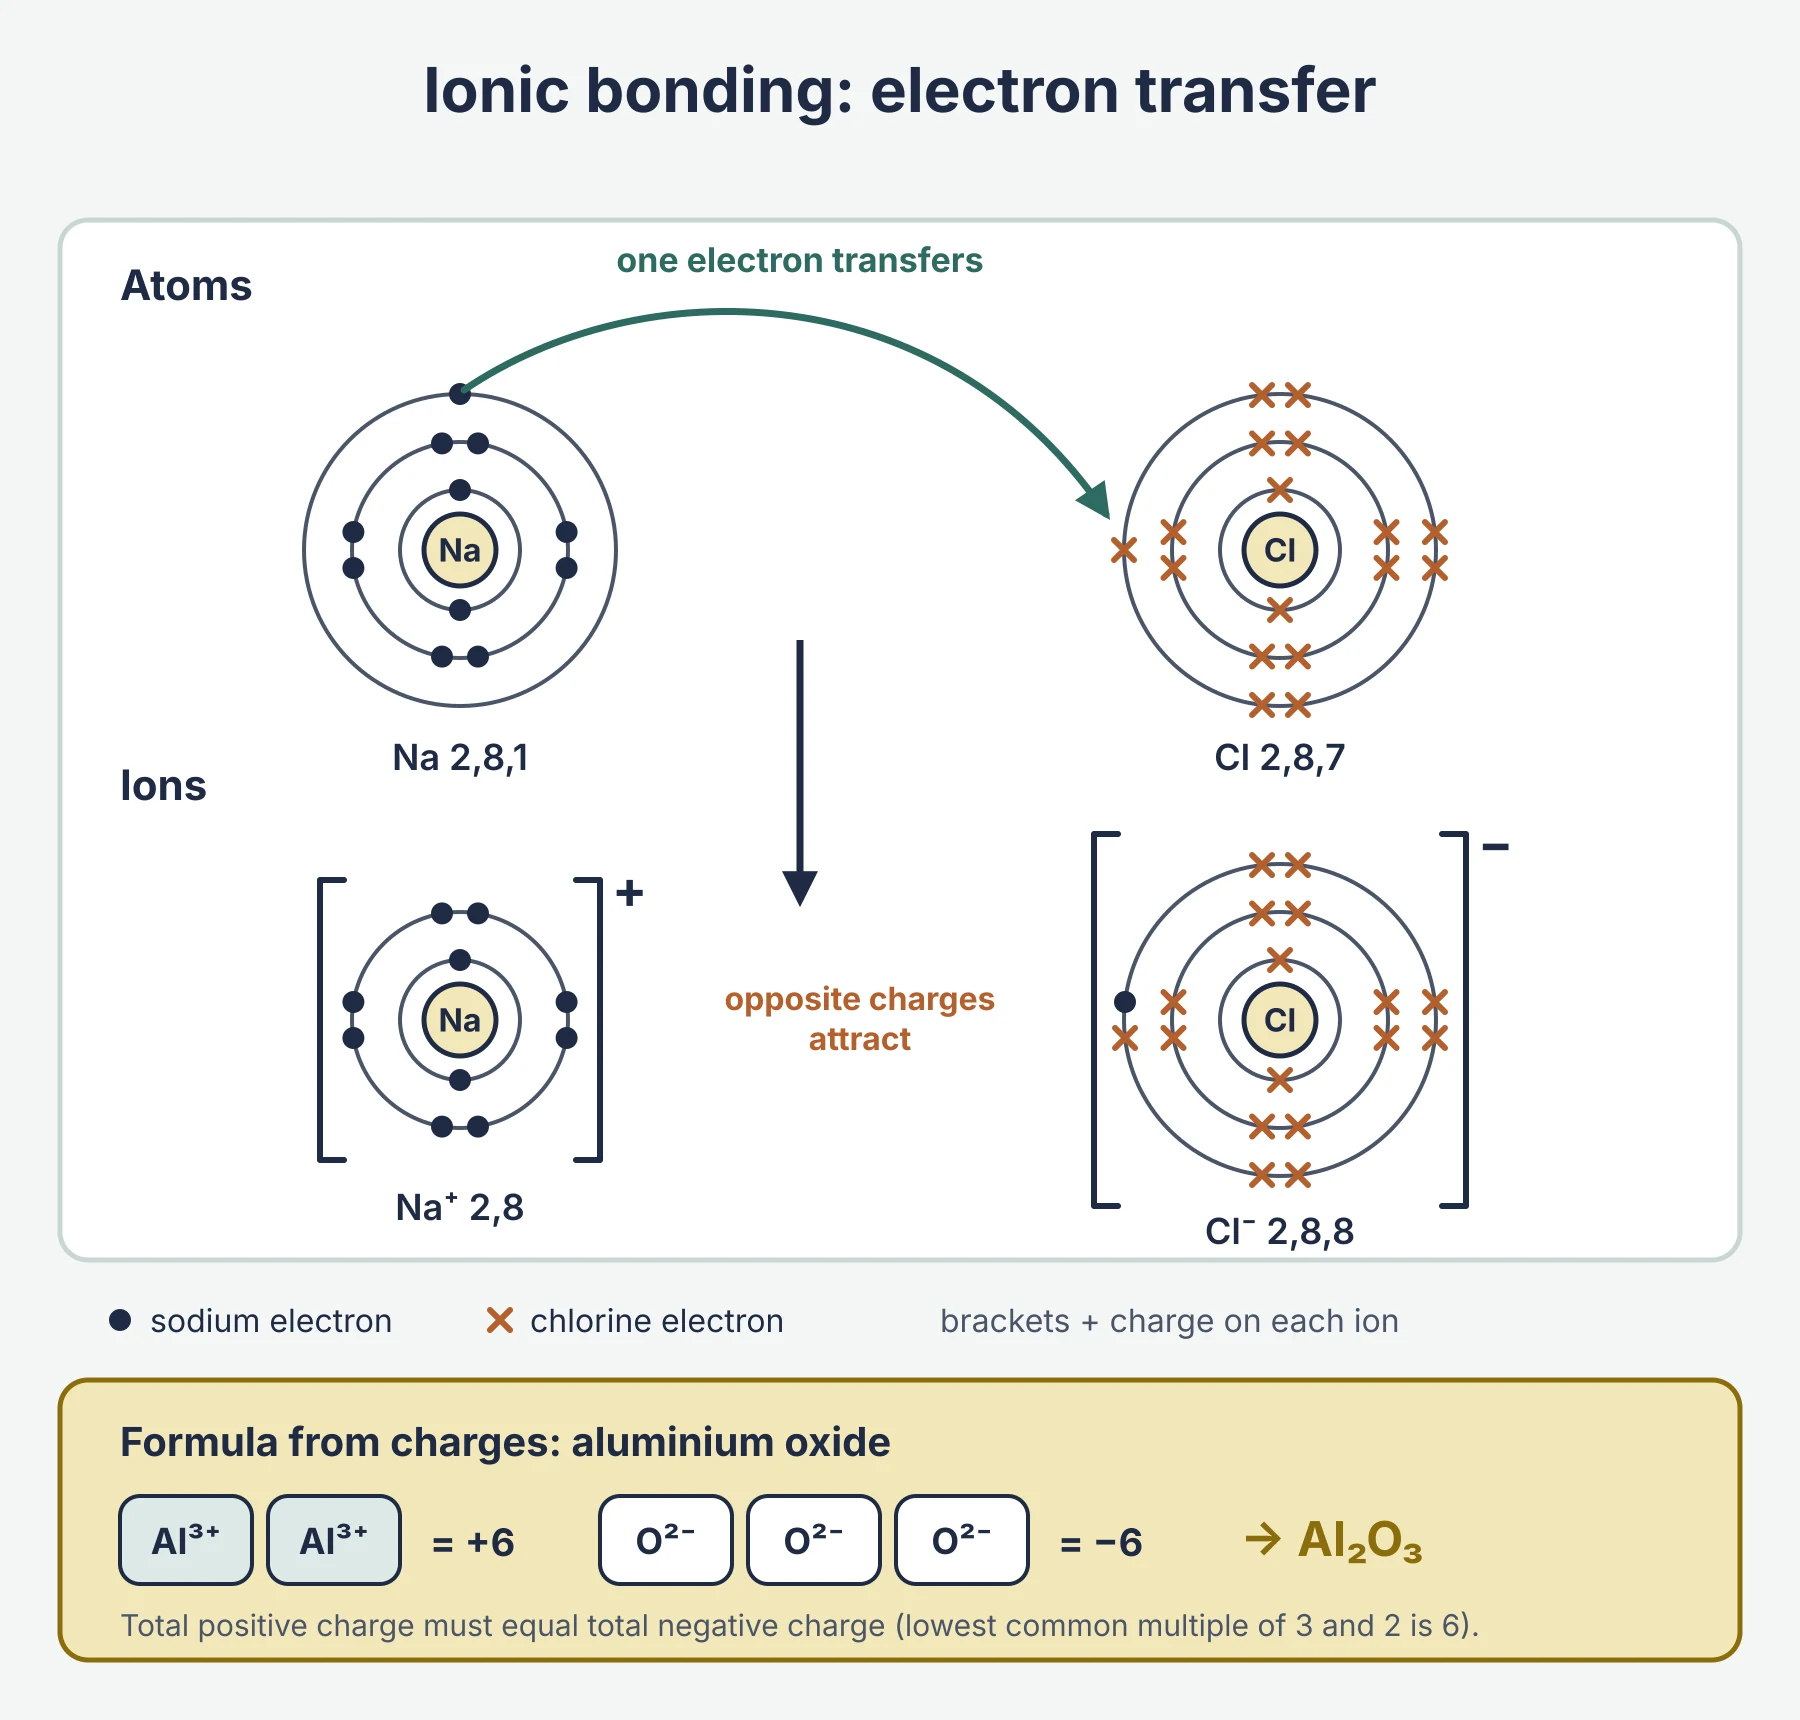 Ionic bonding: electron transfer
Atoms
one electron transfers
Na
Cl
Na 2,8,1
Cl 2,8,7
Ions
+
−
Na
Cl
opposite charges
attract
Na⁺ 2,8
Cl⁻ 2,8,8
sodium electron
chlorine electron
brackets + charge on each ion
Formula from charges: aluminium oxide
Al³⁺ Al³⁺ = +6 O²⁻ O²⁻ O²⁻ = −6 → Al₂O₃
Total positive charge must equal total negative charge (lowest common multiple of 3 and 2 is 6).